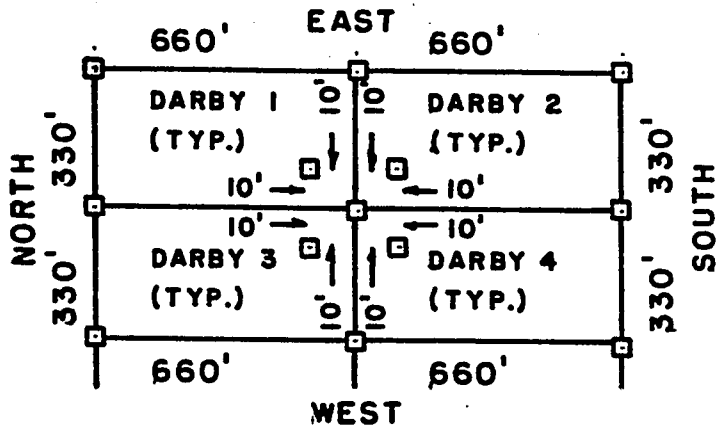 EAST
660' 660'
DARBY 1 10' 10' DARBY 2
(TYP.) (TYP.)
330' 330'
NORTH SOUTH
10' 10'
10' 10'
DARBY 3 DARBY 4
(TYP.) (TYP.)
330' 330'
10' 10'
660' 660'
WEST